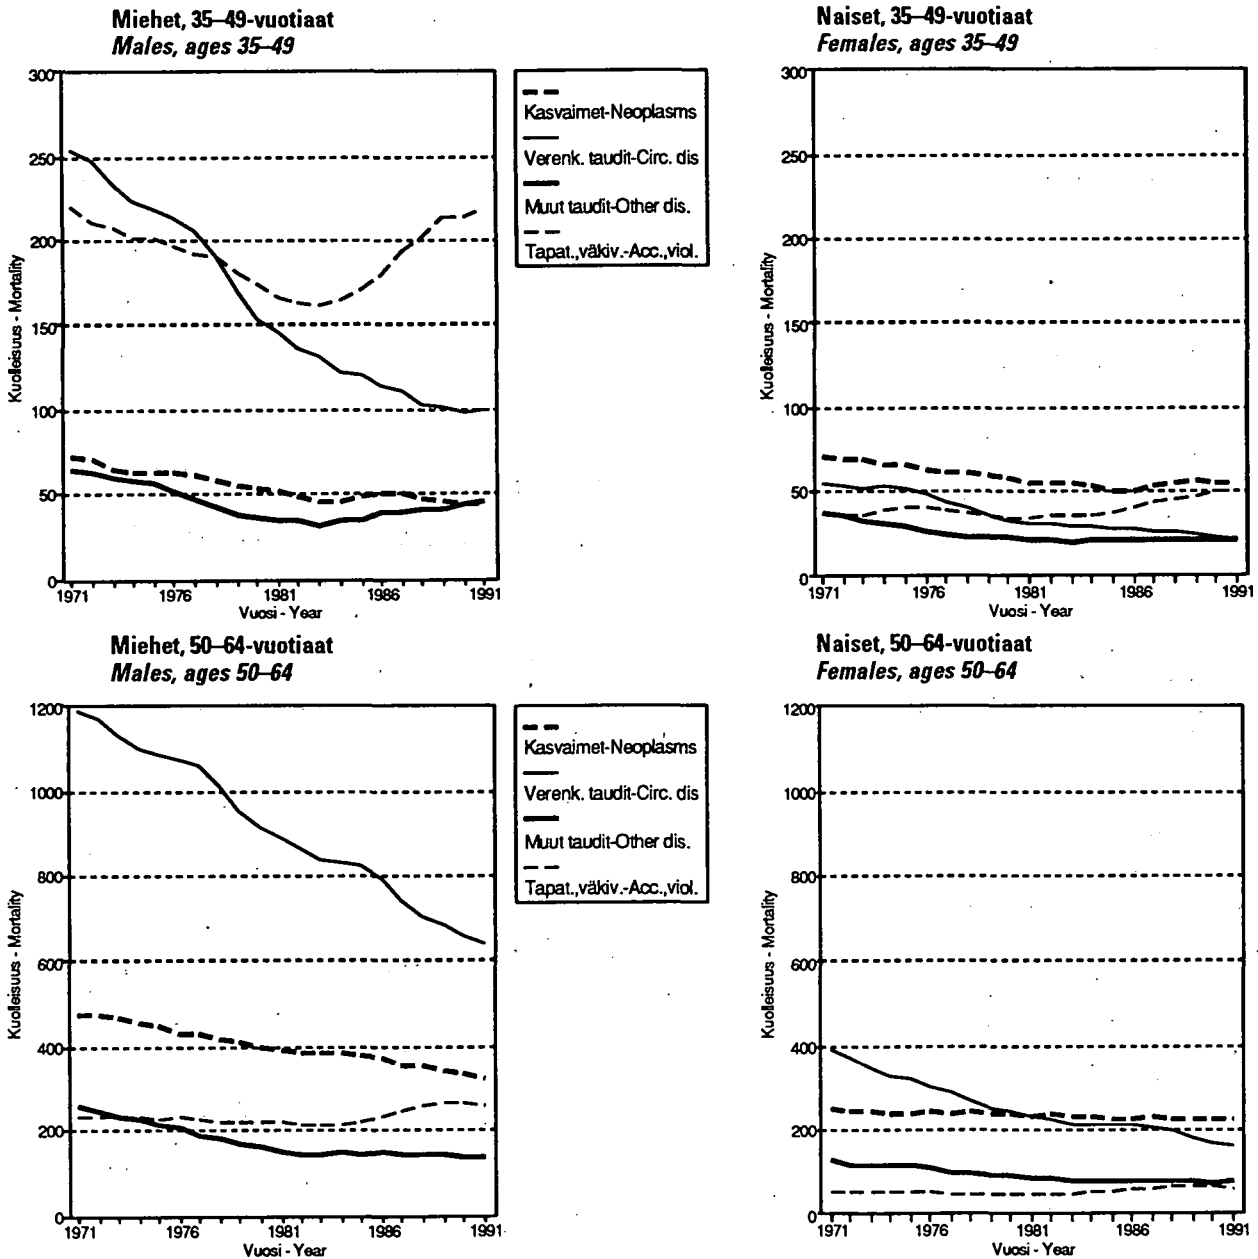 Miehet, 35–49-vuotiaat
Males, ages 35–49
300
250
200
150
100
50
0
Kuolleisuus - Mortality
1971 1976 1981 1986 1991
Vuosi - Year
Kasvaimet-Neoplasms
Verenk. taudit-Circ. dis
Muut taudit-Other dis.
Tapat.,väkiv.-Acc.,viol.
Naiset, 35–49-vuotiaat
Females, ages 35–49
300
250
200
150
100
50
0
Kuolleisuus - Mortality
1971 1976 1981 1986 1991
Vuosi - Year
Miehet, 50–64-vuotiaat
Males, ages 50–64
1200
1000
800
600
400
200
0
Kuolleisuus - Mortality
1971 1976 1981 1986 1991
Vuosi - Year
Kasvaimet-Neoplasms
Verenk. taudit-Circ. dis
Muut taudit-Other dis.
Tapat.,väkiv.-Acc.,viol.
Naiset, 50–64-vuotiaat
Females, ages 50–64
1200
1000
800
600
400
200
0
Kuolleisuus - Mortality
1971 1976 1981 1986 1991
Vuosi - Year